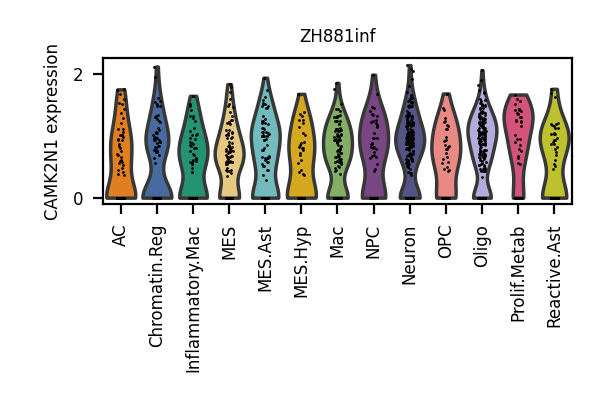 ZH881inf
CAMK2N1 expression
2
0
AC
Chromatin.Reg
Inflammatory.Mac
MES
MES.Ast
MES.Hyp
Mac
NPC
Neuron
OPC
Oligo
Prolif.Metab
Reactive.Ast